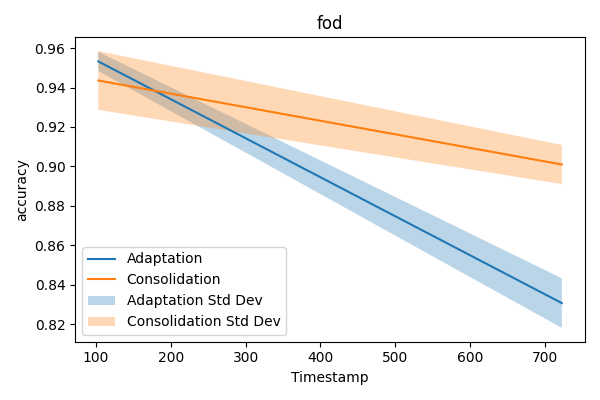 fod
0.96
0.94
0.92
0.90
0.88
0.86
0.84
0.82
accuracy
Adaptation
Consolidation
Adaptation Std Dev
Consolidation Std Dev
100 200 300 400 500 600 700
Timestamp